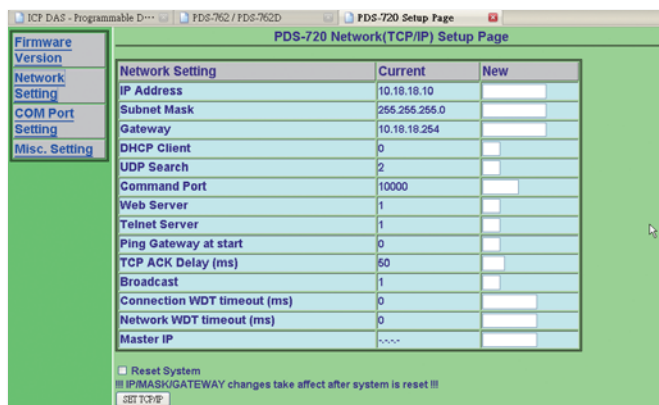 ICP DAS - Programmable D··· PDS-762 / PDS-762D PDS-720 Setup Page
Firmware
Version
Network
Setting
COM Port
Setting
Misc. Setting
PDS-720 Network(TCP/IP) Setup Page
Network Setting Current New
IP Address 10.18.18.10
Subnet Mask 255.255.255.0
Gateway 10.18.18.254
DHCP Client 0
UDP Search 2
Command Port 10000
Web Server 1
Telnet Server 1
Ping Gateway at start 0
TCP ACK Delay (ms) 50
Broadcast 1
Connection WDT timeout (ms) 0
Network WDT timeout (ms) 0
Master IP -.-.-.-
Reset System
!!! IP/MASK/GATEWAY changes take affect after system is reset !!!
SET TCP/IP